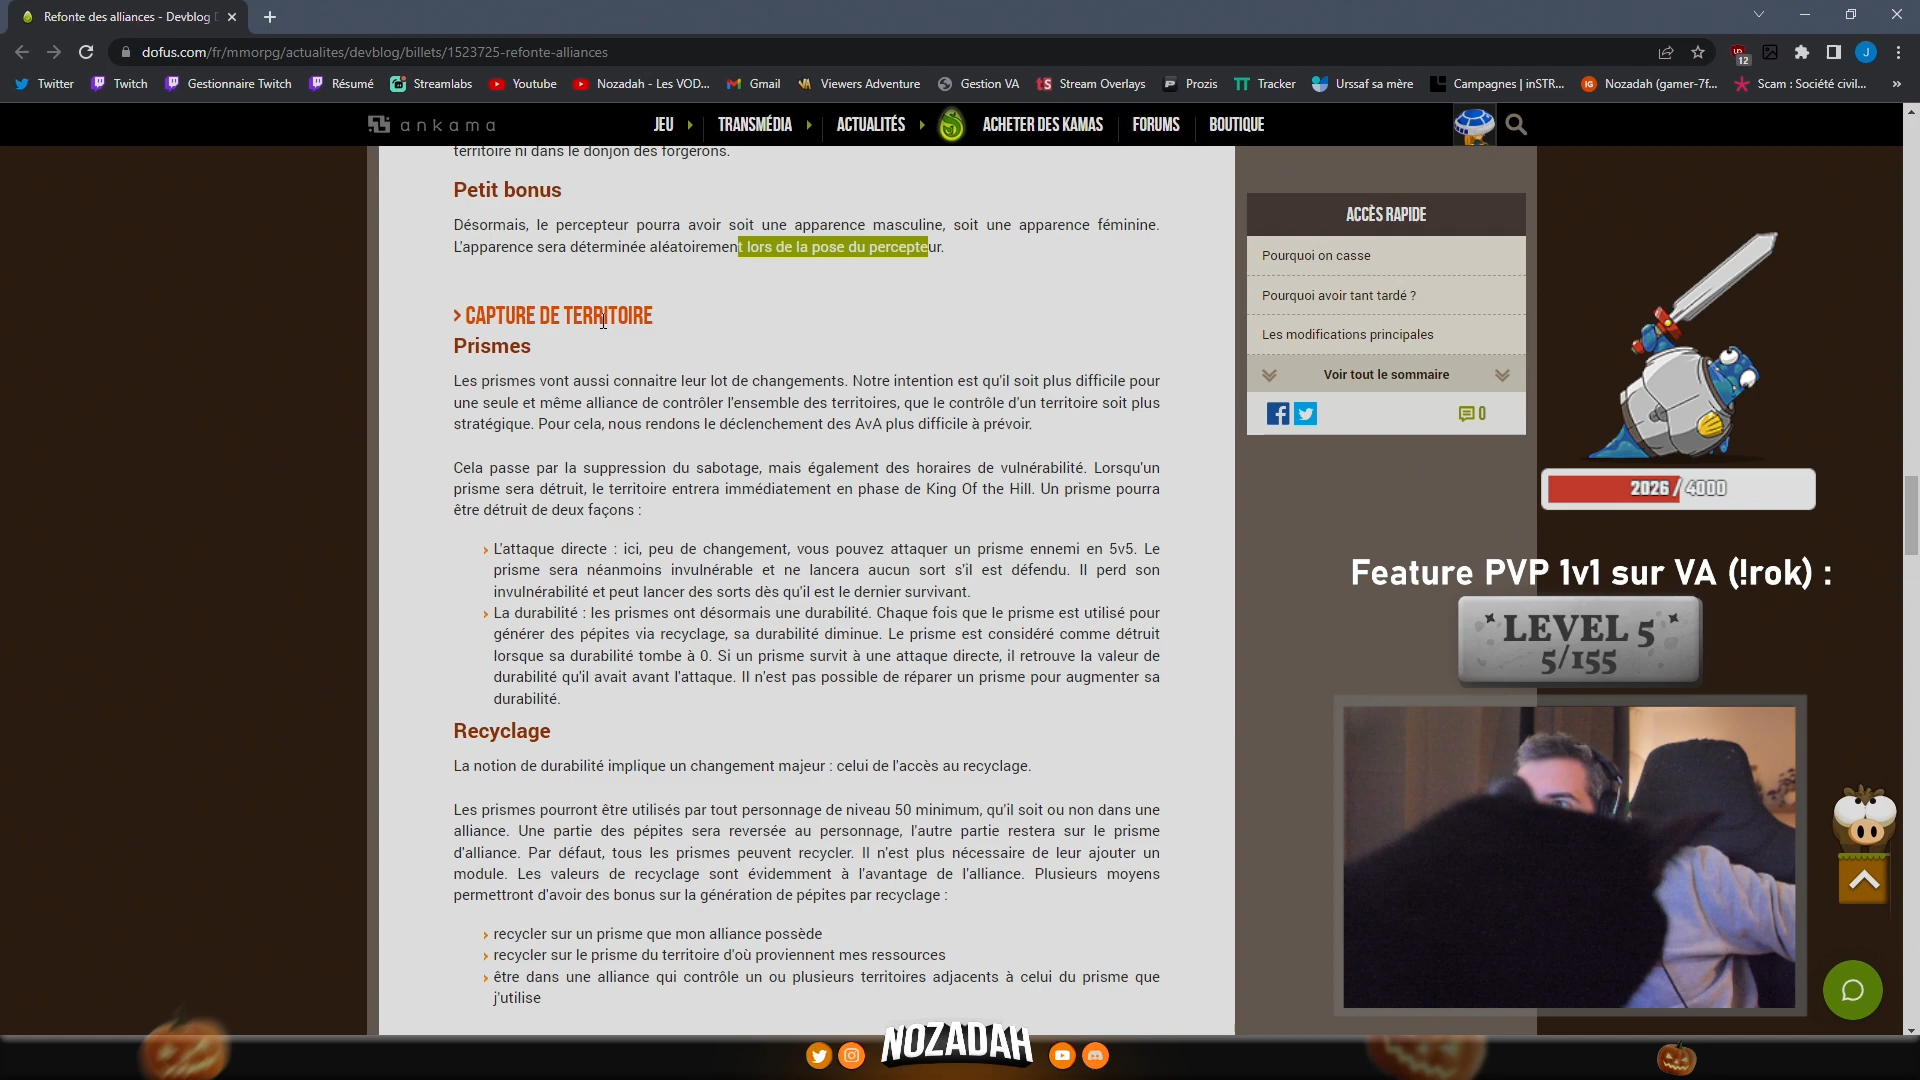 Refonte des alliances - Devblog
dofus.com/fr/mmorpg/actualites/devblog/billets/1523725-refonte-alliances
12
J
Twitter
Twitch
Gestionnaire Twitch
Résumé
Streamlabs
Youtube
Nozadah - Les VOD...
Gmail
Viewers Adventure
Gestion VA
Stream Overlays
Prozis
Tracker
Urssaf sa mère
Campagnes | inSTR...
Nozadah (gamer-7f...
Scam : Société civil...
»
ankama
JEU
TRANSMÉDIA
ACTUALITÉS
ACHETER DES KAMAS
FORUMS
BOUTIQUE
territoire ni dans le donjon des forgerons.
Petit bonus
Désormais, le percepteur pourra avoir soit une apparence masculine, soit une apparence féminine.
L'apparence sera déterminée aléatoirement lors de la pose du percepteur.
> CAPTURE DE TERRITOIRE
Prismes
Les prismes vont aussi connaitre leur lot de changements. Notre intention est qu'il soit plus difficile pour
une seule et même alliance de contrôler l'ensemble des territoires, que le contrôle d'un territoire soit plus
stratégique. Pour cela, nous rendons le déclenchement des AvA plus difficile à prévoir.
Cela passe par la suppression du sabotage, mais également des horaires de vulnérabilité. Lorsqu'un
prisme sera détruit, le territoire entrera immédiatement en phase de King Of the Hill. Un prisme pourra
être détruit de deux façons :
› L'attaque directe : ici, peu de changement, vous pouvez attaquer un prisme ennemi en 5v5. Le
prisme sera néanmoins invulnérable et ne lancera aucun sort s'il est défendu. Il perd son
invulnérabilité et peut lancer des sorts dès qu'il est le dernier survivant.
› La durabilité : les prismes ont désormais une durabilité. Chaque fois que le prisme est utilisé pour
générer des pépites via recyclage, sa durabilité diminue. Le prisme est considéré comme détruit
lorsque sa durabilité tombe à 0. Si un prisme survit à une attaque directe, il retrouve la valeur de
durabilité qu'il avait avant l'attaque. Il n'est pas possible de réparer un prisme pour augmenter sa
durabilité.
Recyclage
La notion de durabilité implique un changement majeur : celui de l'accès au recyclage.
Les prismes pourront être utilisés par tout personnage de niveau 50 minimum, qu'il soit ou non dans une
alliance. Une partie des pépites sera reversée au personnage, l'autre partie restera sur le prisme
d'alliance. Par défaut, tous les prismes peuvent recycler. Il n'est plus nécessaire de leur ajouter un
module. Les valeurs de recyclage sont évidemment à l'avantage de l'alliance. Plusieurs moyens
permettront d'avoir des bonus sur la génération de pépites par recyclage :
› recycler sur un prisme que mon alliance possède
› recycler sur le prisme du territoire d'où proviennent mes ressources
› être dans une alliance qui contrôle un ou plusieurs territoires adjacents à celui du prisme que
j'utilise
ACCÈS RAPIDE
Pourquoi on casse
Pourquoi avoir tant tardé ?
Les modifications principales
Voir tout le sommaire
0
2026 / 4000
Feature PVP 1v1 sur VA (!rok) :
LEVEL 5
5/155
NOZADAH